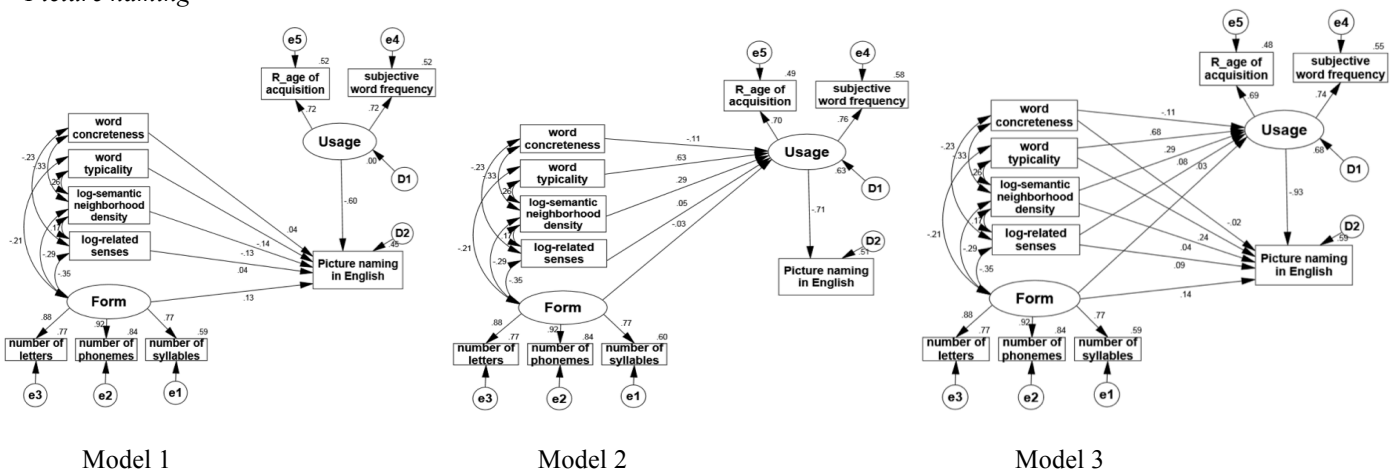 Picture naming
e5
e4
.52
.52
R_age of
acquisition
subjective
word frequency
.72
.72
Usage
.00
D1
word
concreteness
word
typicality
log-semantic
neighborhood
density
log-related
senses
-.23
-.33
.26
.17
-.21
-.29
-.35
-.60
.04
-.14
-.13
.04
.13
D2
.45
Picture naming
in English
Form
.88
.92
.77
.77
.84
.59
number of
letters
number of
phonemes
number of
syllables
e3
e2
e1
Model 1
e5
e4
.49
.58
R_age of
acquisition
subjective
word frequency
.70
.76
Usage
.63
D1
word
concreteness
word
typicality
log-semantic
neighborhood
density
log-related
senses
-.23
-.33
.26
.17
-.21
-.29
-.35
-.11
.63
.29
.05
-.03
-.71
D2
.51
Picture naming
in English
Form
.88
.92
.77
.77
.84
.60
number of
letters
number of
phonemes
number of
syllables
e3
e2
e1
Model 2
e5
e4
.48
.55
R_age of
acquisition
subjective
word frequency
.69
.74
Usage
.68
D1
word
concreteness
word
typicality
log-semantic
neighborhood
density
log-related
senses
-.23
-.33
.26
.17
-.21
-.29
-.35
-.11
.68
.29
.08
.03
-.93
-.02
.24
.04
.09
.14
D2
.59
Picture naming
in English
Form
.88
.92
.77
.77
.84
.59
number of
letters
number of
phonemes
number of
syllables
e3
e2
e1
Model 3